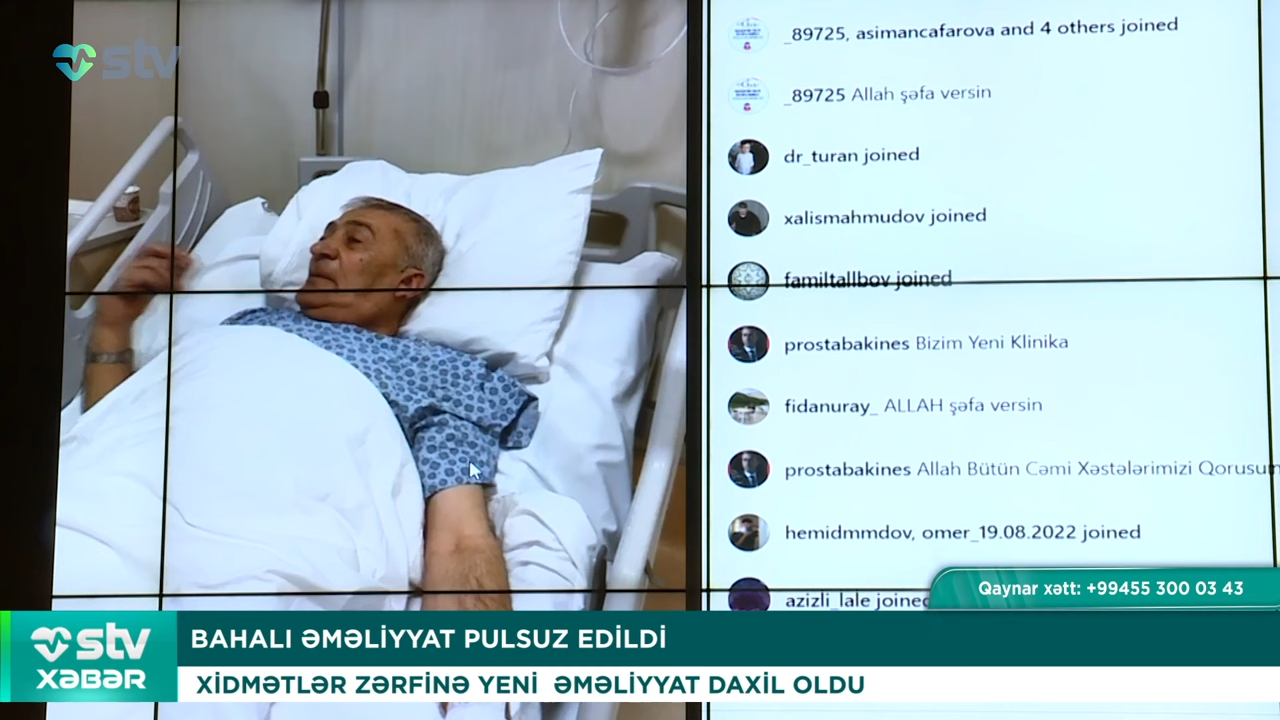 stv
_89725, asimancafarova and 4 others joined
_89725 Allah şəfa versin
dr_turan joined
xalismahmudov joined
familtallbov joined
prostabakines Bizim Yeni Klinika
fidanuray_ ALLAH şəfa versin
prostabakines Allah Bütün Cəmi Xəstələrimizi Qorusun
hemidmmdov, omer_19.08.2022 joined
azizli_lale joined
Qaynar xətt: +99455 300 03 43
stv
XƏBƏR
BAHALI ƏMƏLİYYAT PULSUZ EDİLDİ
XİDMƏTLƏR ZƏRFİNƏ YENİ ƏMƏLİYYAT DAXİL OLDU